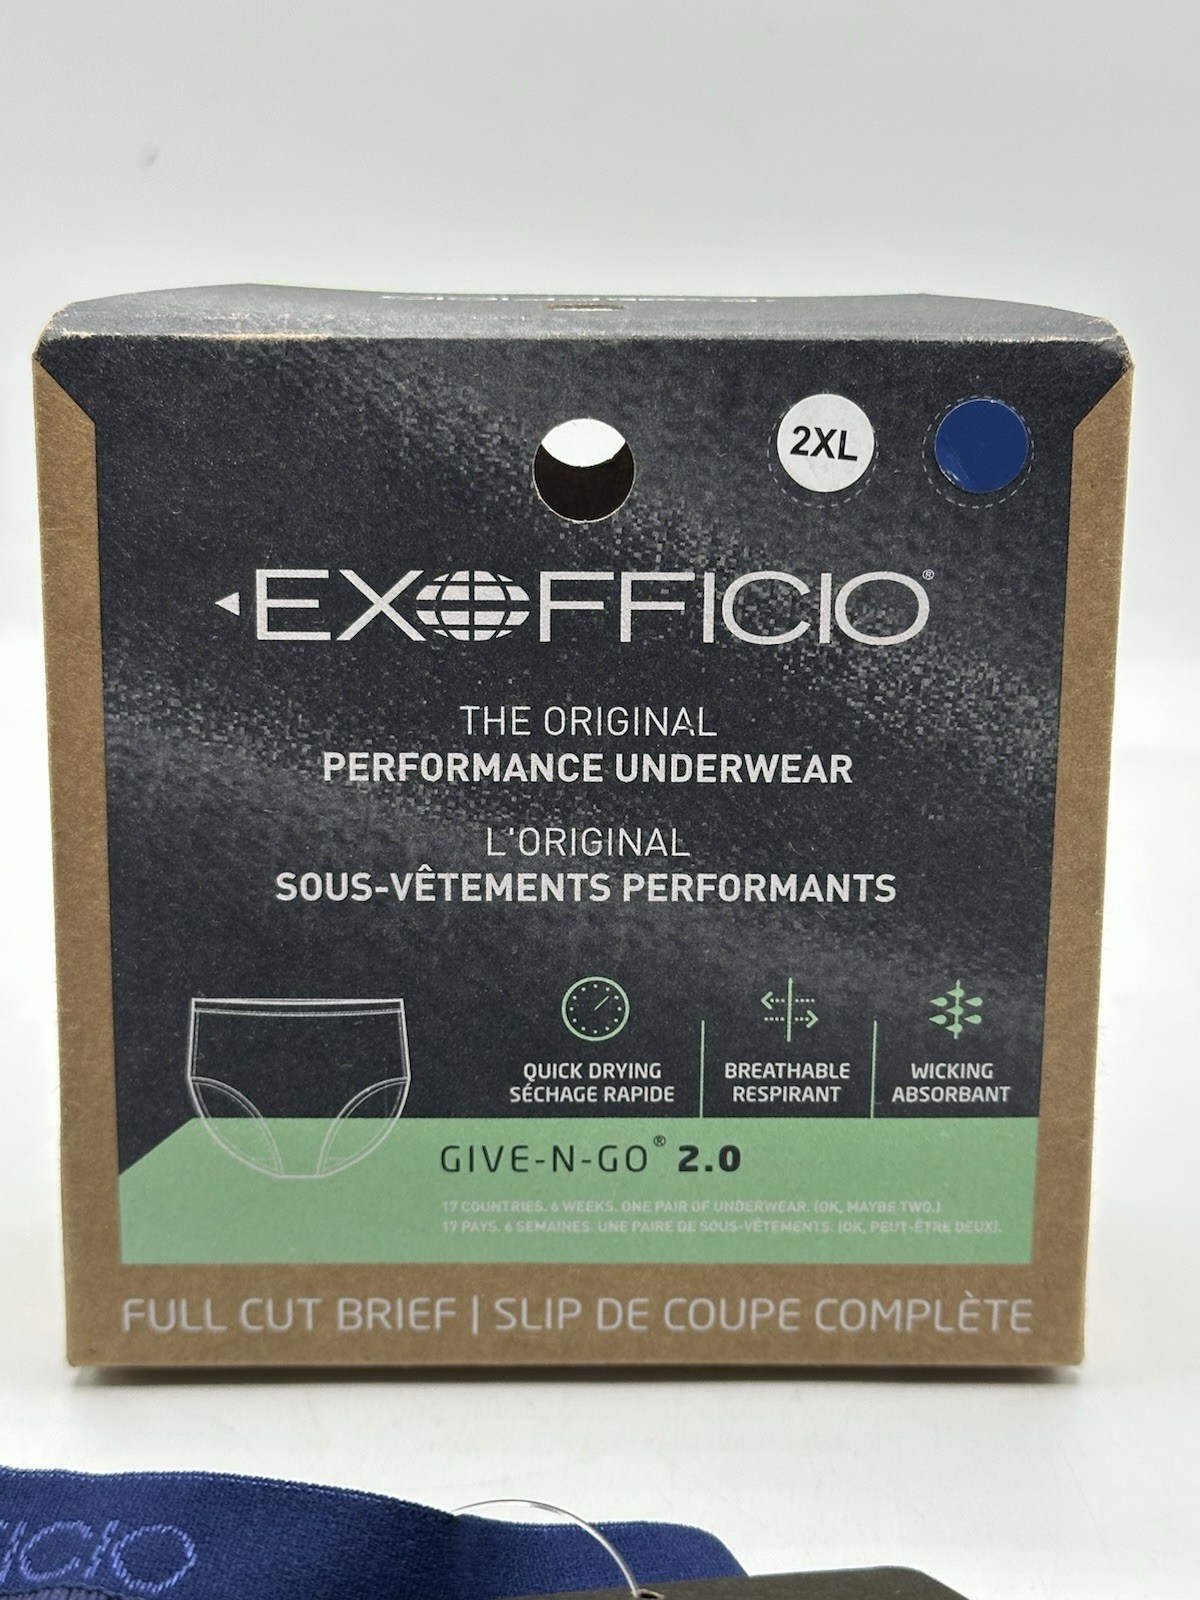 2XL
EXOFFICIO®
THE ORIGINAL
PERFORMANCE UNDERWEAR
L'ORIGINAL
SOUS-VÊTEMENTS PERFORMANTS
QUICK DRYING
SÉCHAGE RAPIDE
BREATHABLE
RESPIRANT
WICKING
ABSORBANT
GIVE-N-GO® 2.0
17 COUNTRIES. 6 WEEKS. ONE PAIR OF UNDERWEAR. (OK, MAYBE TWO.)
17 PAYS. 6 SEMAINES. UNE PAIRE DE SOUS-VÊTEMENTS. (OK, PEUT-ÊTRE DEUX).
FULL CUT BRIEF | SLIP DE COUPE COMPLÈTE
ICIO